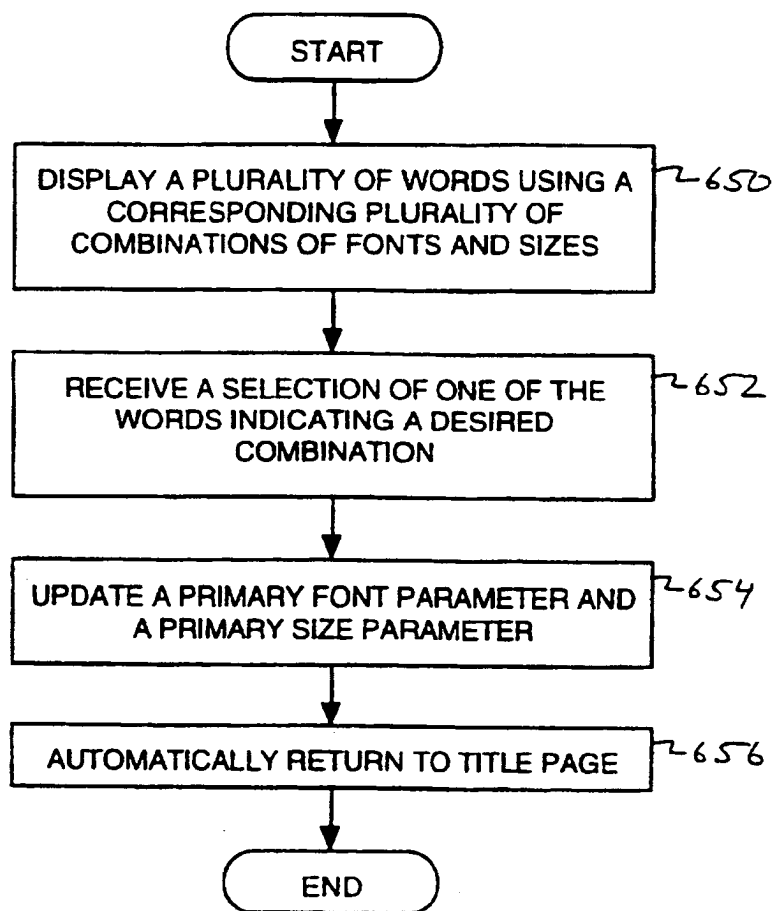 START
DISPLAY A PLURALITY OF WORDS USING A
650
CORRESPONDING PLURALITY OF
COMBINATIONS OF FONTS AND SIZES
RECEIVE A SELECTION OF ONE OF THE
652
WORDS INDICATING A DESIRED
COMBINATION
UPDATE A PRIMARY FONT PARAMETER AND
654
A PRIMARY SIZE PARAMETER
AUTOMATICALLY RETURN TO TITLE PAGE
656
END